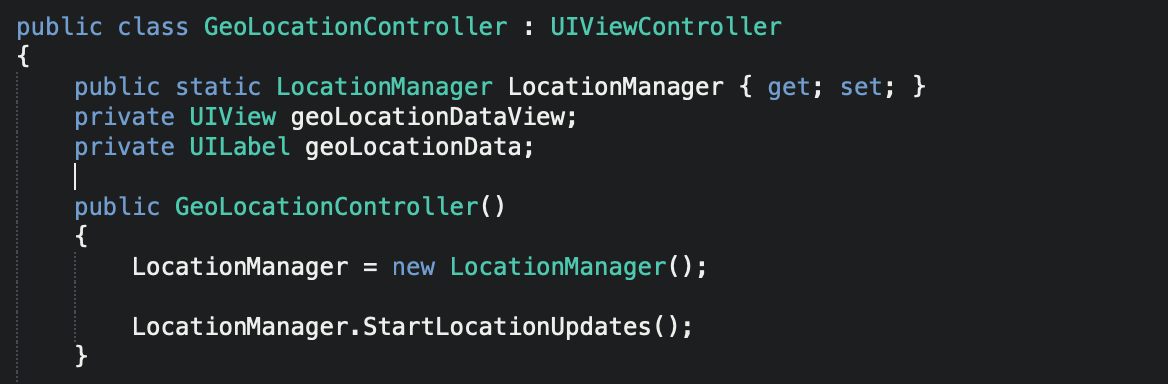 public class GeoLocationController : UIViewController
{
    public static LocationManager LocationManager { get; set; }
    private UIView geoLocationDataView;
    private UILabel geoLocationData;
    public GeoLocationController()
    {
        LocationManager = new LocationManager();
        LocationManager.StartLocationUpdates();
    }